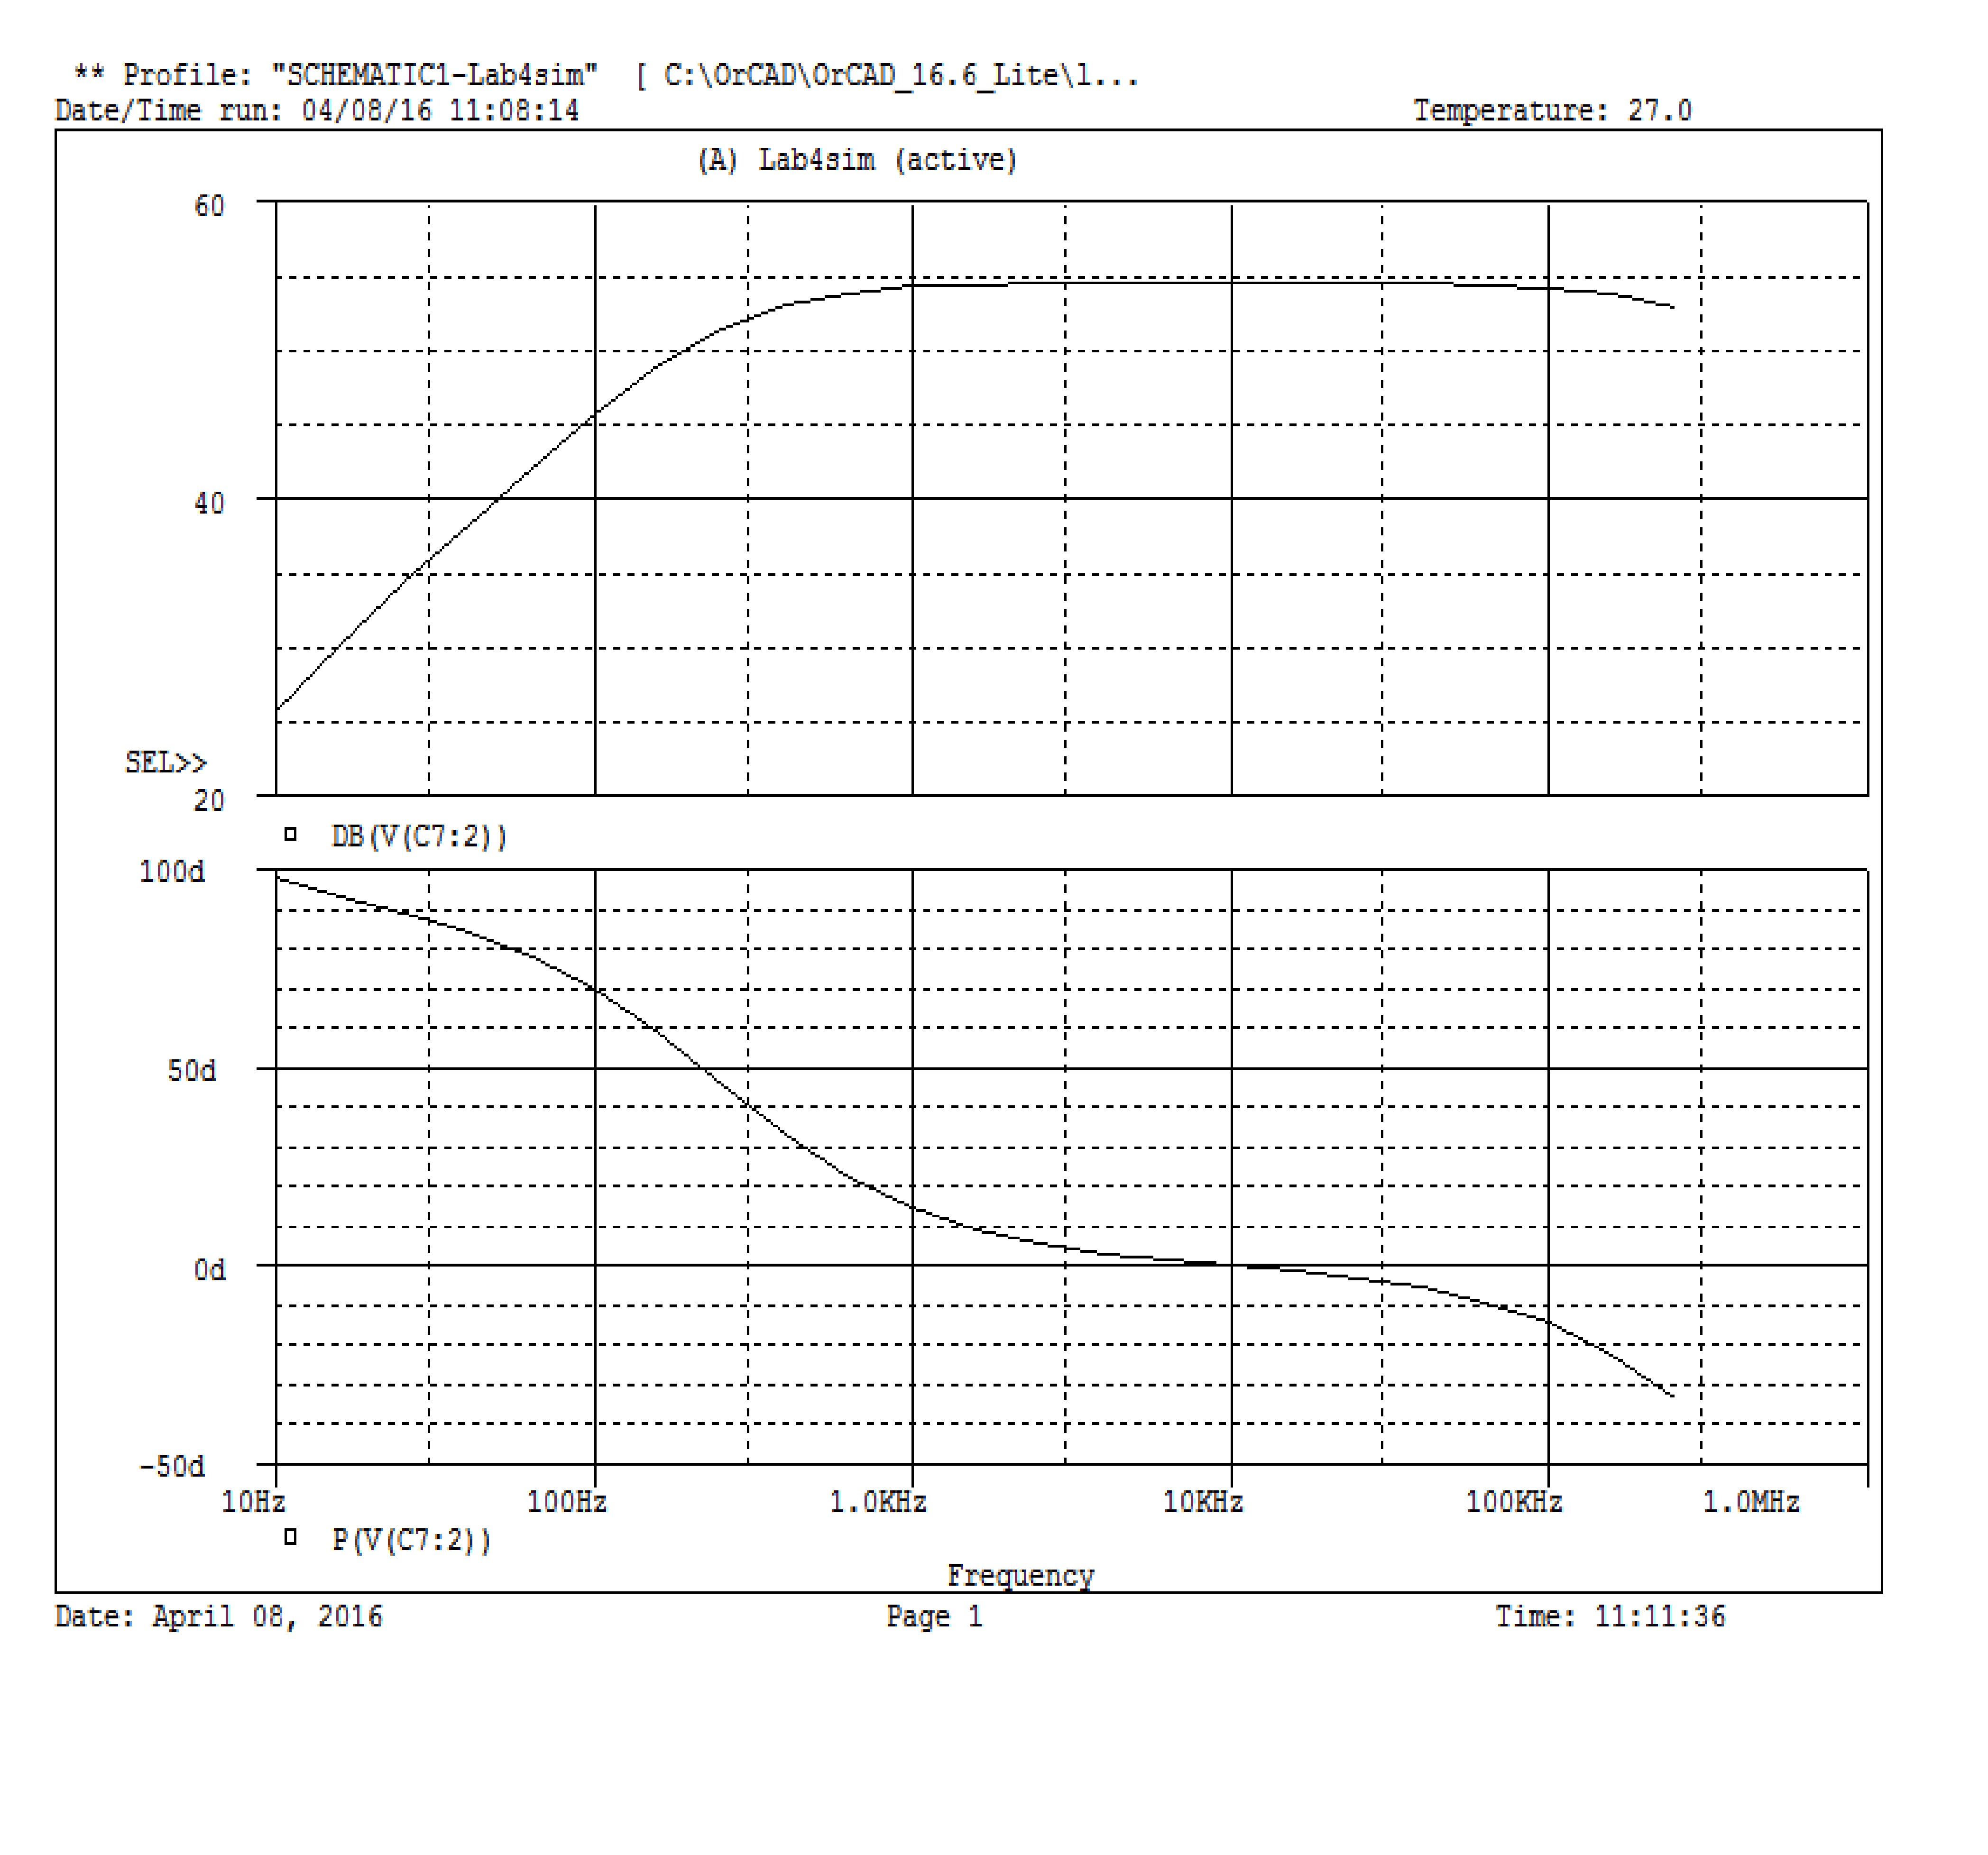 ** Profile: "SCHEMATIC1-Lab4sim" [ C:\OrCAD\OrCAD_16.6_Lite\l...
Date/Time run: 04/08/16 11:08:14 Temperature: 27.0
(A) Lab4sim (active)
60
40
SEL>>
20
DB(V(C7:2))
100d
50d
0d
-50d
10Hz 100Hz 1.0KHz 10KHz 100KHz 1.0MHz
P(V(C7:2))
Frequency
Date: April 08, 2016 Page 1 Time: 11:11:36